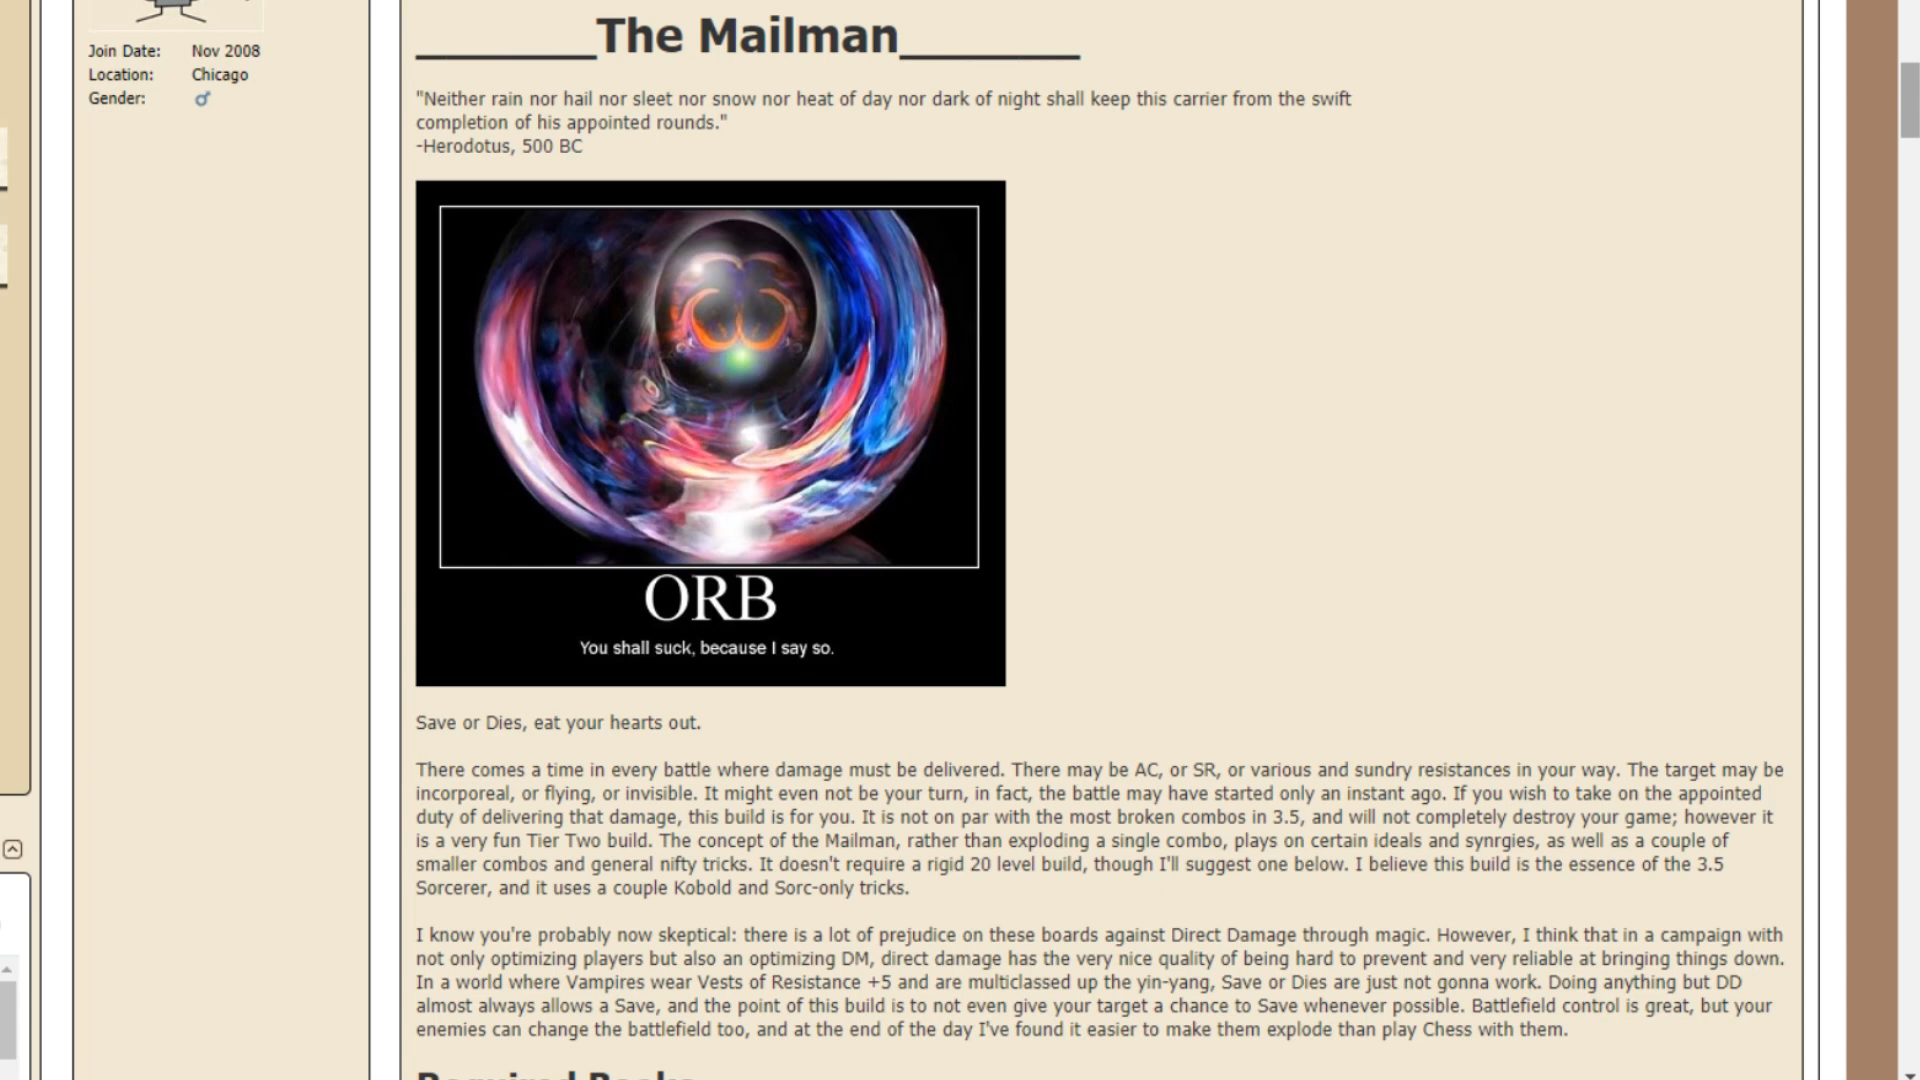 ________The Mailman________
Join Date: Nov 2008
Location: Chicago
Gender:
"Neither rain nor hail nor sleet nor snow nor heat of day nor dark of night shall keep this carrier from the swift
completion of his appointed rounds."
-Herodotus, 500 BC
ORB
You shall suck, because I say so.
Save or Dies, eat your hearts out.
There comes a time in every battle where damage must be delivered. There may be AC, or SR, or various and sundry resistances in your way. The target may be
incorporeal, or flying, or invisible. It might even not be your turn, in fact, the battle may have started only an instant ago. If you wish to take on the appointed
duty of delivering that damage, this build is for you. It is not on par with the most broken combos in 3.5, and will not completely destroy your game; however it
is a very fun Tier Two build. The concept of the Mailman, rather than exploding a single combo, plays on certain ideals and synrgies, as well as a couple of
smaller combos and general nifty tricks. It doesn't require a rigid 20 level build, though I'll suggest one below. I believe this build is the essence of the 3.5
Sorcerer, and it uses a couple Kobold and Sorc-only tricks.
I know you're probably now skeptical: there is a lot of prejudice on these boards against Direct Damage through magic. However, I think that in a campaign with
not only optimizing players but also an optimizing DM, direct damage has the very nice quality of being hard to prevent and very reliable at bringing things down.
In a world where Vampires wear Vests of Resistance +5 and are multiclassed up the yin-yang, Save or Dies are just not gonna work. Doing anything but DD
almost always allows a Save, and the point of this build is to not even give your target a chance to Save whenever possible. Battlefield control is great, but your
enemies can change the battlefield too, and at the end of the day I've found it easier to make them explode than play Chess with them.
Required Books